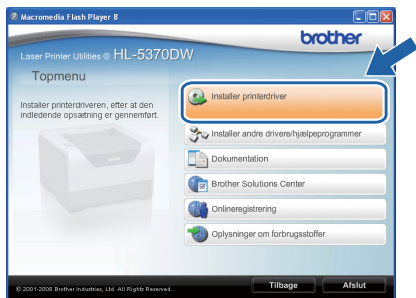 Macromedia Flash Player 8
brother
Laser Printer Utilities ® HL-5370DW
Topmenu
Installer printerdriveren, efter at den
indledende opsætning er gennemført.
Installer printerdriver
Installer andre drivere/hjælpeprogrammer
Dokumentation
Brother Solutions Center
Onlineregistrering
Oplysninger om forbrugsstoffer
© 2001-2008 Brother Industries, Ltd. All Rights Reserved.
Tilbage
Afslut